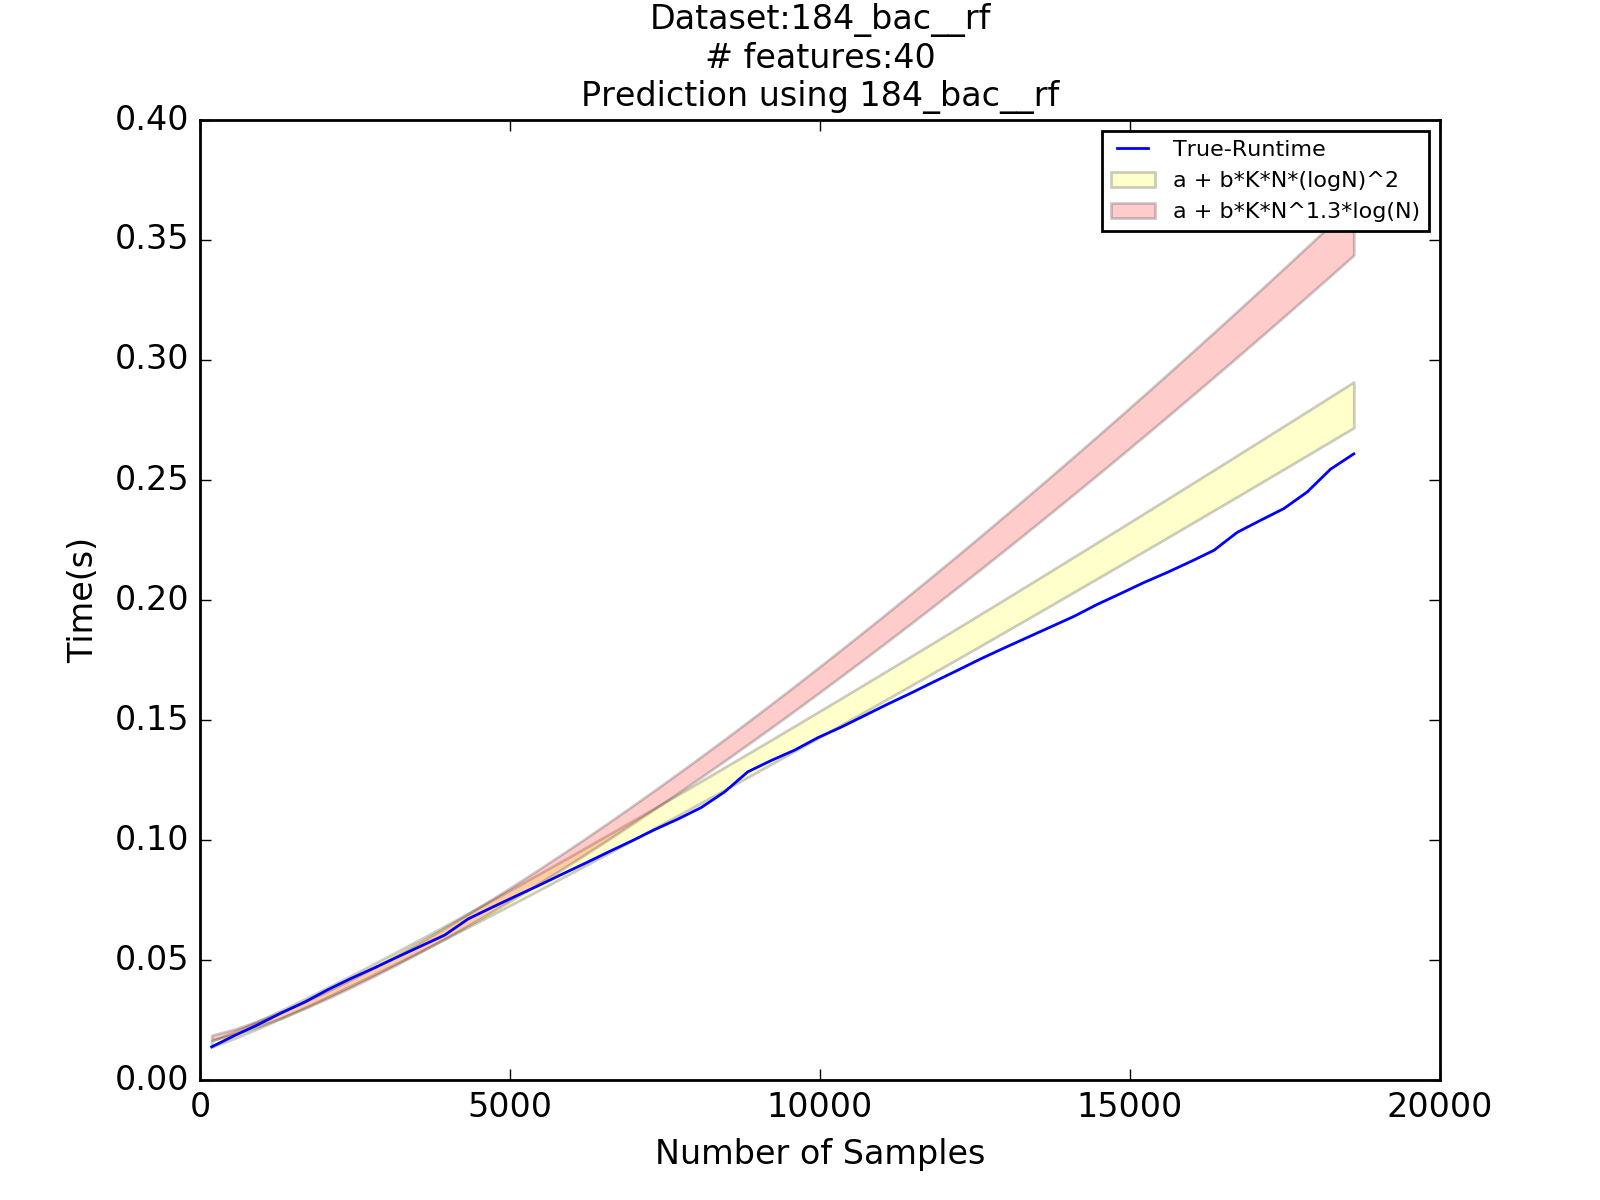 Dataset:184_bac__rf
# features:40
Prediction using 184_bac__rf
0.40
0.35
0.30
0.25
0.20
0.15
0.10
0.05
0.00
Time(s)
True-Runtime
a + b*K*N*(logN)^2
a + b*K*N^1.3*log(N)
0 5000 10000 15000 20000
Number of Samples